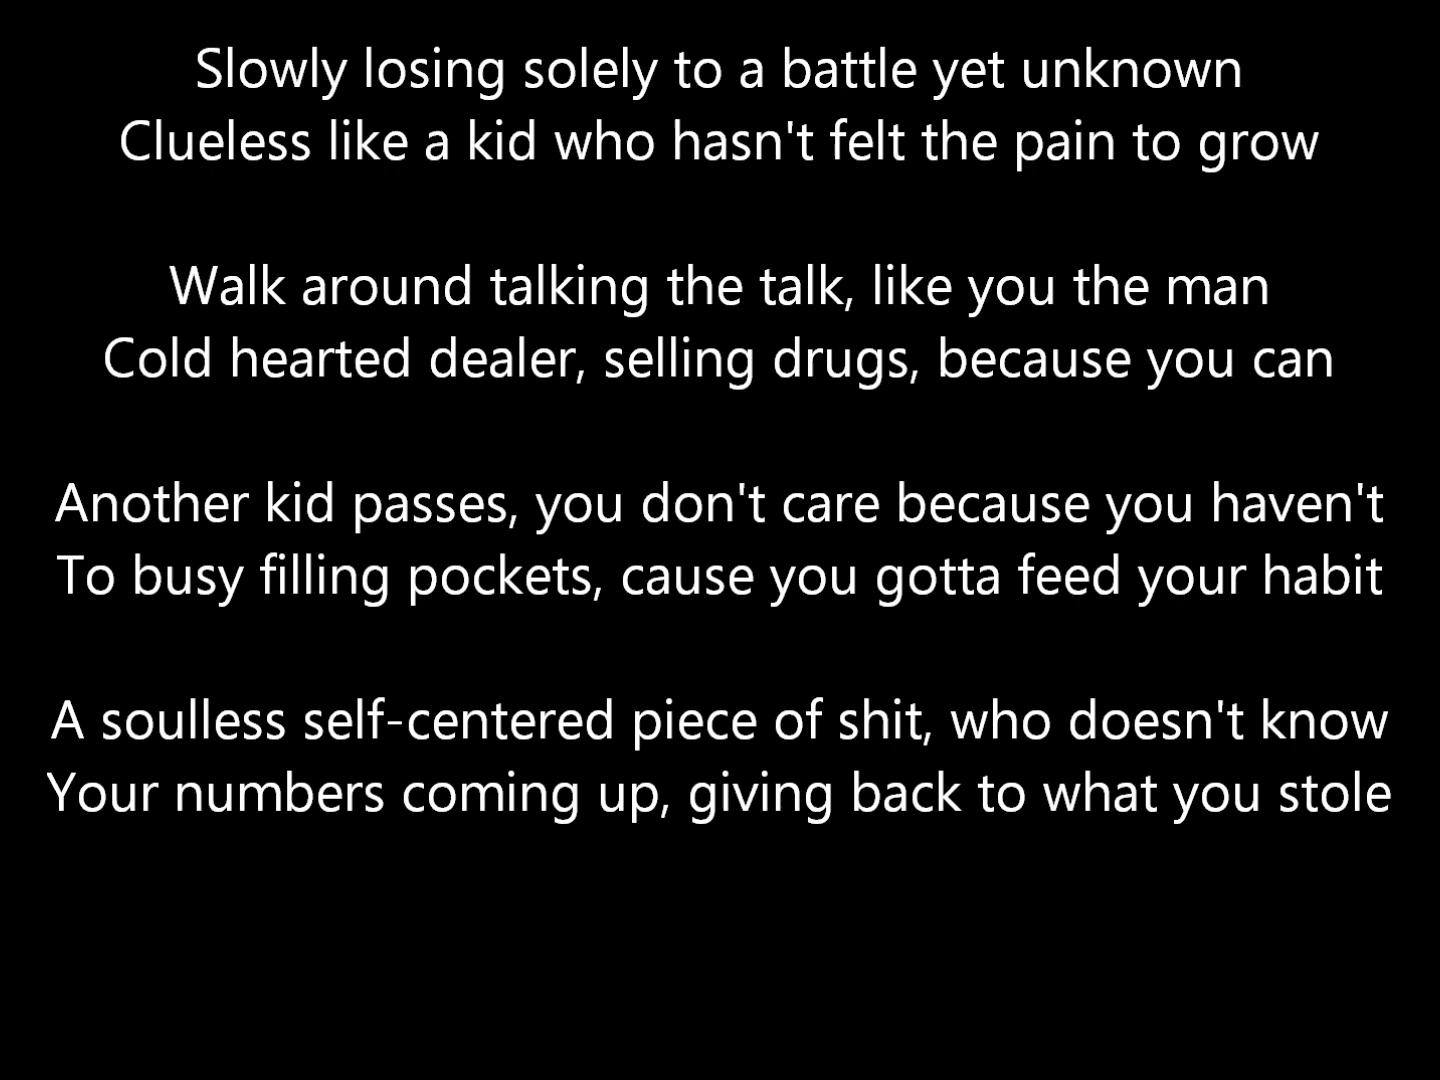 Slowly losing solely to a battle yet unknown
Clueless like a kid who hasn't felt the pain to grow
Walk around talking the talk, like you the man
Cold hearted dealer, selling drugs, because you can
Another kid passes, you don't care because you haven't
To busy filling pockets, cause you gotta feed your habit
A soulless self-centered piece of shit, who doesn't know
Your numbers coming up, giving back to what you stole